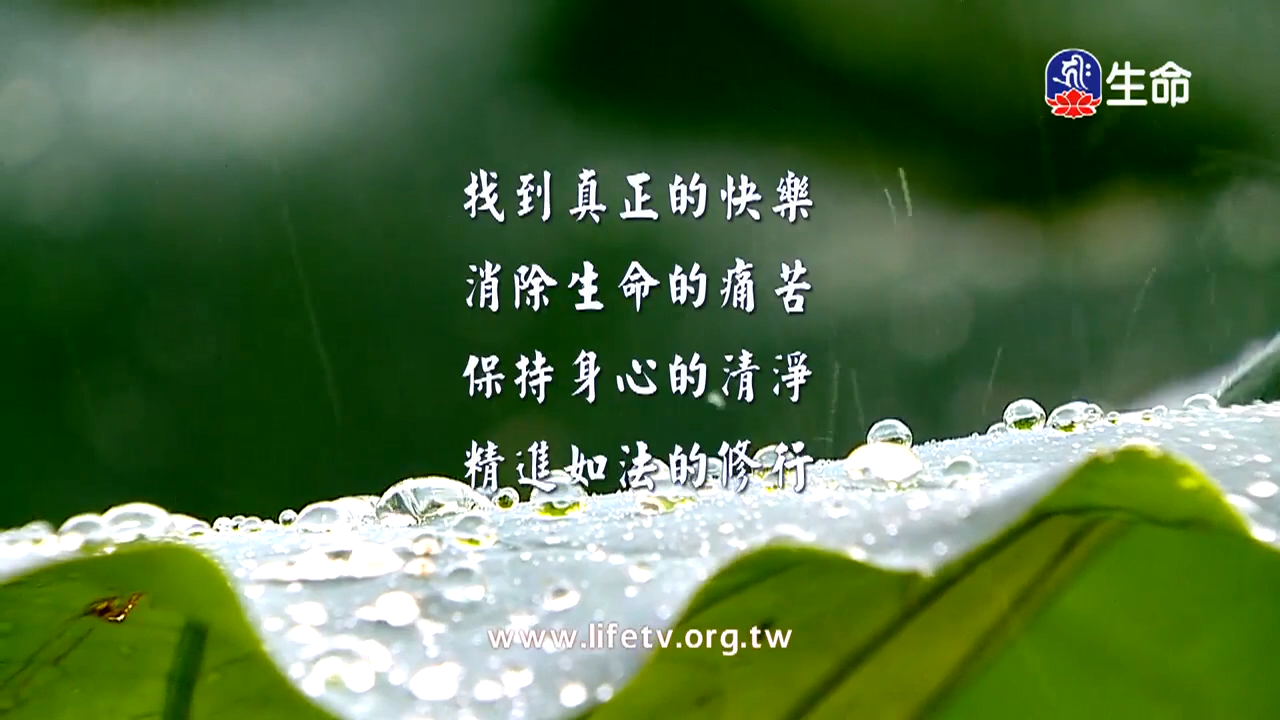 生命
找到真正的快樂
消除生命的痛苦
保持身心的清淨
精進如法的修行
www.lifetv.org.tw